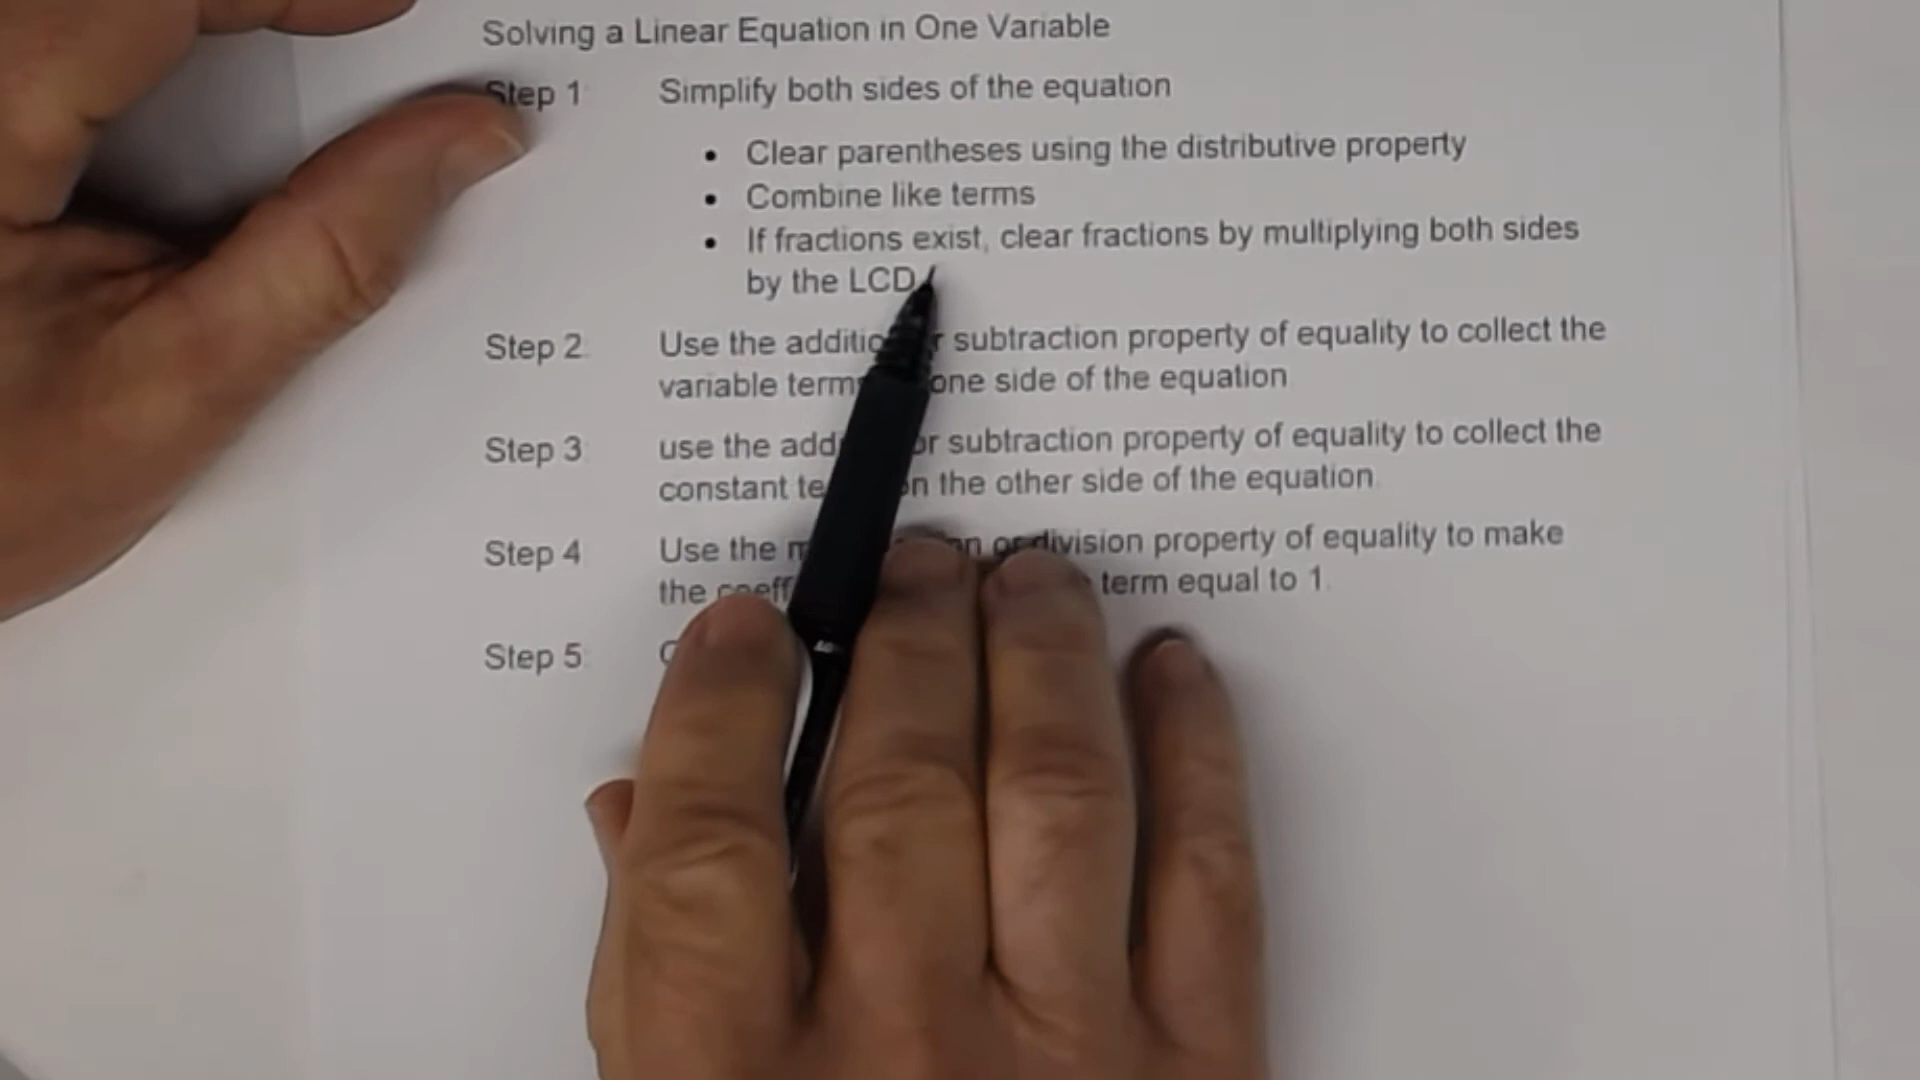 Solving a Linear Equation in One Variable
Step 1: Simplify both sides of the equation
• Clear parentheses using the distributive property
• Combine like terms
• If fractions exist, clear fractions by multiplying both sides
by the LCD
Step 2: Use the subtraction property of equality to collect the
variable one side of the equation
Step 3: use the or subtraction property of equality to collect the
constant on the other side of the equation.
Step 4: Use the or division property of equality to make
the term equal to 1.
Step 5: